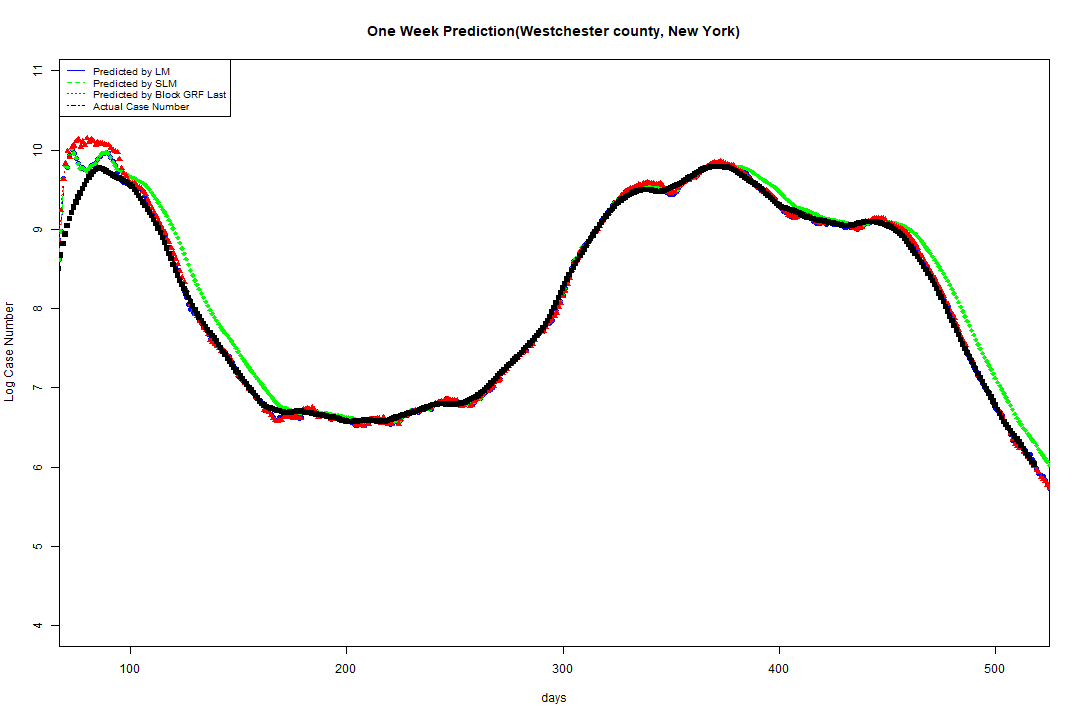 One Week Prediction(Westchester county, New York)
Predicted by LM
Predicted by SLM
Predicted by Block GRF Last
Actual Case Number
11
10
9
8
7
6
5
4
Log Case Number
100
200
300
400
500
days